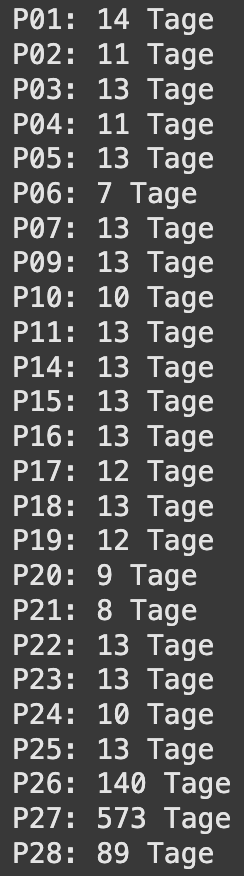 P01: 14 Tage
P02: 11 Tage
P03: 13 Tage
P04: 11 Tage
P05: 13 Tage
P06: 7 Tage
P07: 13 Tage
P09: 13 Tage
P10: 10 Tage
P11: 13 Tage
P14: 13 Tage
P15: 13 Tage
P16: 13 Tage
P17: 12 Tage
P18: 13 Tage
P19: 12 Tage
P20: 9 Tage
P21: 8 Tage
P22: 13 Tage
P23: 13 Tage
P24: 10 Tage
P25: 13 Tage
P26: 140 Tage
P27: 573 Tage
P28: 89 Tage